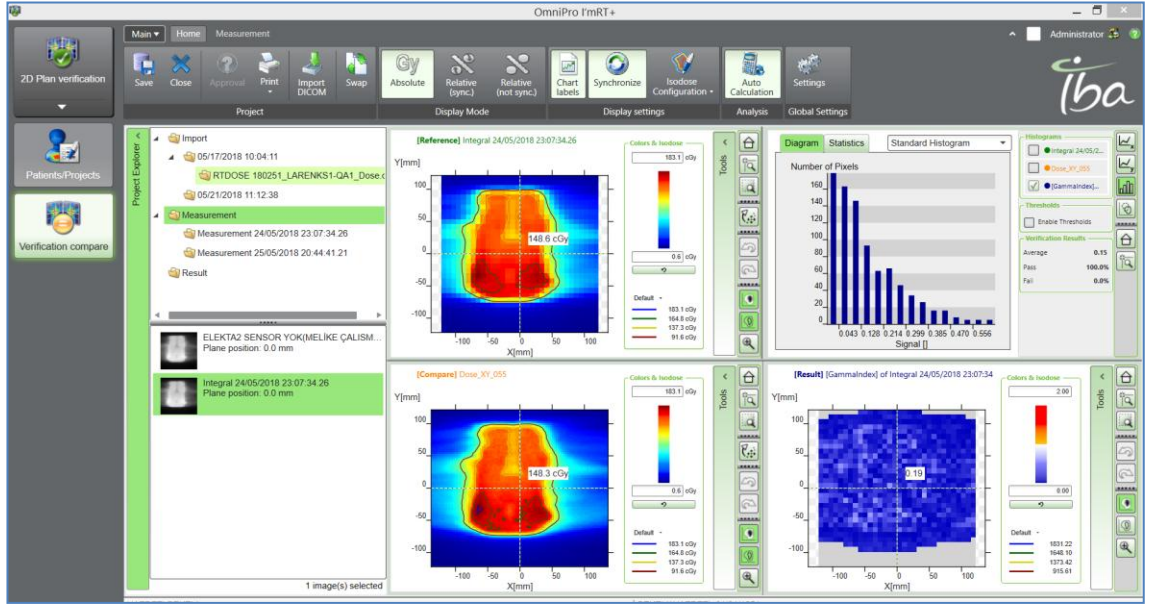 OmniPro I'mRT+
Main Home Measurement
Administrator
2D Plan verification
Patients/Projects
Verification compare
Save Close Approval Print Import DICOM Swap
Project
Gy
Absolute Relative (sync.) Relative (not sync.)
Display Mode
Chart labels Synchronize Isodose Configuration
Display settings
Auto Calculation
Analysis
Settings
Global Settings
iba
Project Explorer
Import
05/17/2018 10:04:11
RTDOSE 180251_LARENKS1-QA1_Dose.
05/21/2018 11:12:38
Measurement
Measurement 24/05/2018 23:07:34.26
Measurement 25/05/2018 20:44:41.21
Result
ELEKTA2 SENSOR YOK(MELİKE ÇALISM...
Plane position: 0.0 mm
Integral 24/05/2018 23:07:34.26
Plane position: 0.0 mm
1 image(s) selected
[Reference] Integral 24/05/2018 23:07:34.26
Y[mm]
100
50
0
-50
-100
148.6 cGy
-100 -50 0 50 100
X[mm]
Colors & Isodose
183.1 cGy
0.6 cGy
Default -
183.1 cGy
164.8 cGy
137.3 cGy
91.6 cGy
Tools
Diagram Statistics Standard Histogram
Number of Pixels
160
140
120
100
80
60
40
20
0
0.043 0.128 0.214 0.299 0.385 0.470 0.556
Signal []
Histograms
Integral 24/05/2...
Dose_XY_055
[GammaIndex]...
Thresholds
Enable Thresholds
Verification Results
Average 0.15
Pass 100.0%
Fail 0.0%
[Compare] Dose_XY_055
Y[mm]
100
50
0
-50
-100
148.3 cGy
-100 -50 0 50 100
X[mm]
Colors & Isodose
183.1 cGy
0.6 cGy
Default -
183.1 cGy
164.8 cGy
137.3 cGy
91.6 cGy
Tools
[Result] [GammaIndex] of Integral 24/05/2018 23:07:34
Y[mm]
100
50
0
-50
-100
0.19
-100 -50 0 50 100
X[mm]
Colors & Isodose
2.00
0.00
Default -
1831.22
1648.10
1373.42
915.61
Tools